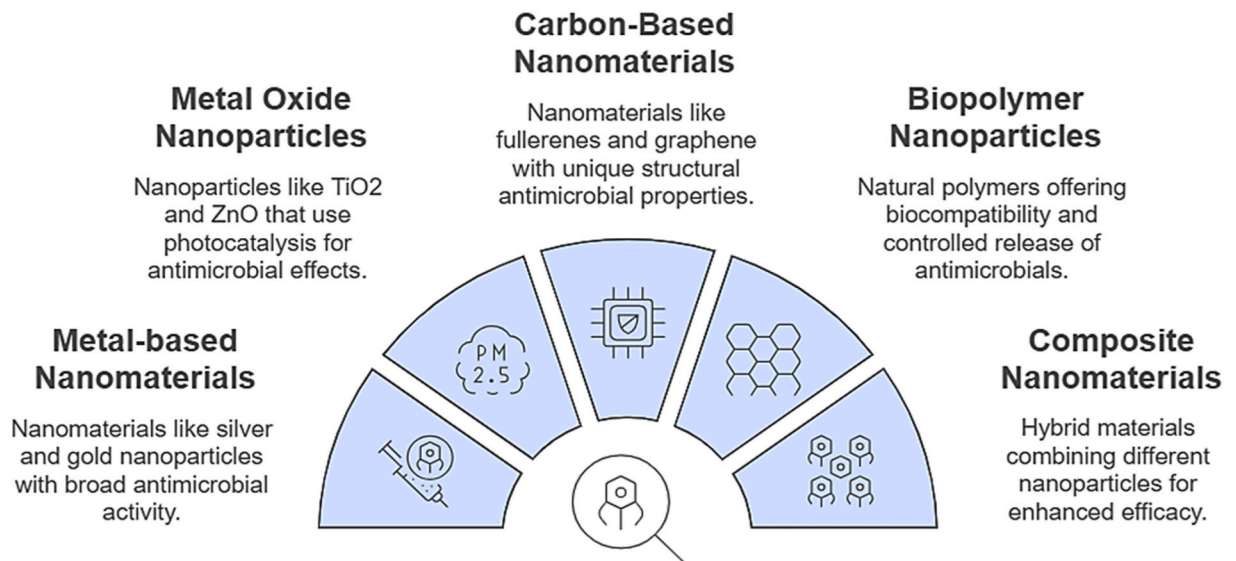 Carbon-Based
Nanomaterials
Nanomaterials like
fullerenes and graphene
with unique structural
antimicrobial properties.
Metal Oxide
Nanoparticles
Nanoparticles like TiO2
and ZnO that use
photocatalysis for
antimicrobial effects.
Biopolymer
Nanoparticles
Natural polymers offering
biocompatibility and
controlled release of
antimicrobials.
Metal-based
Nanomaterials
Nanomaterials like silver
and gold nanoparticles
with broad antimicrobial
activity.
PM
2.5
Composite
Nanomaterials
Hybrid materials
combining different
nanoparticles for
enhanced efficacy.